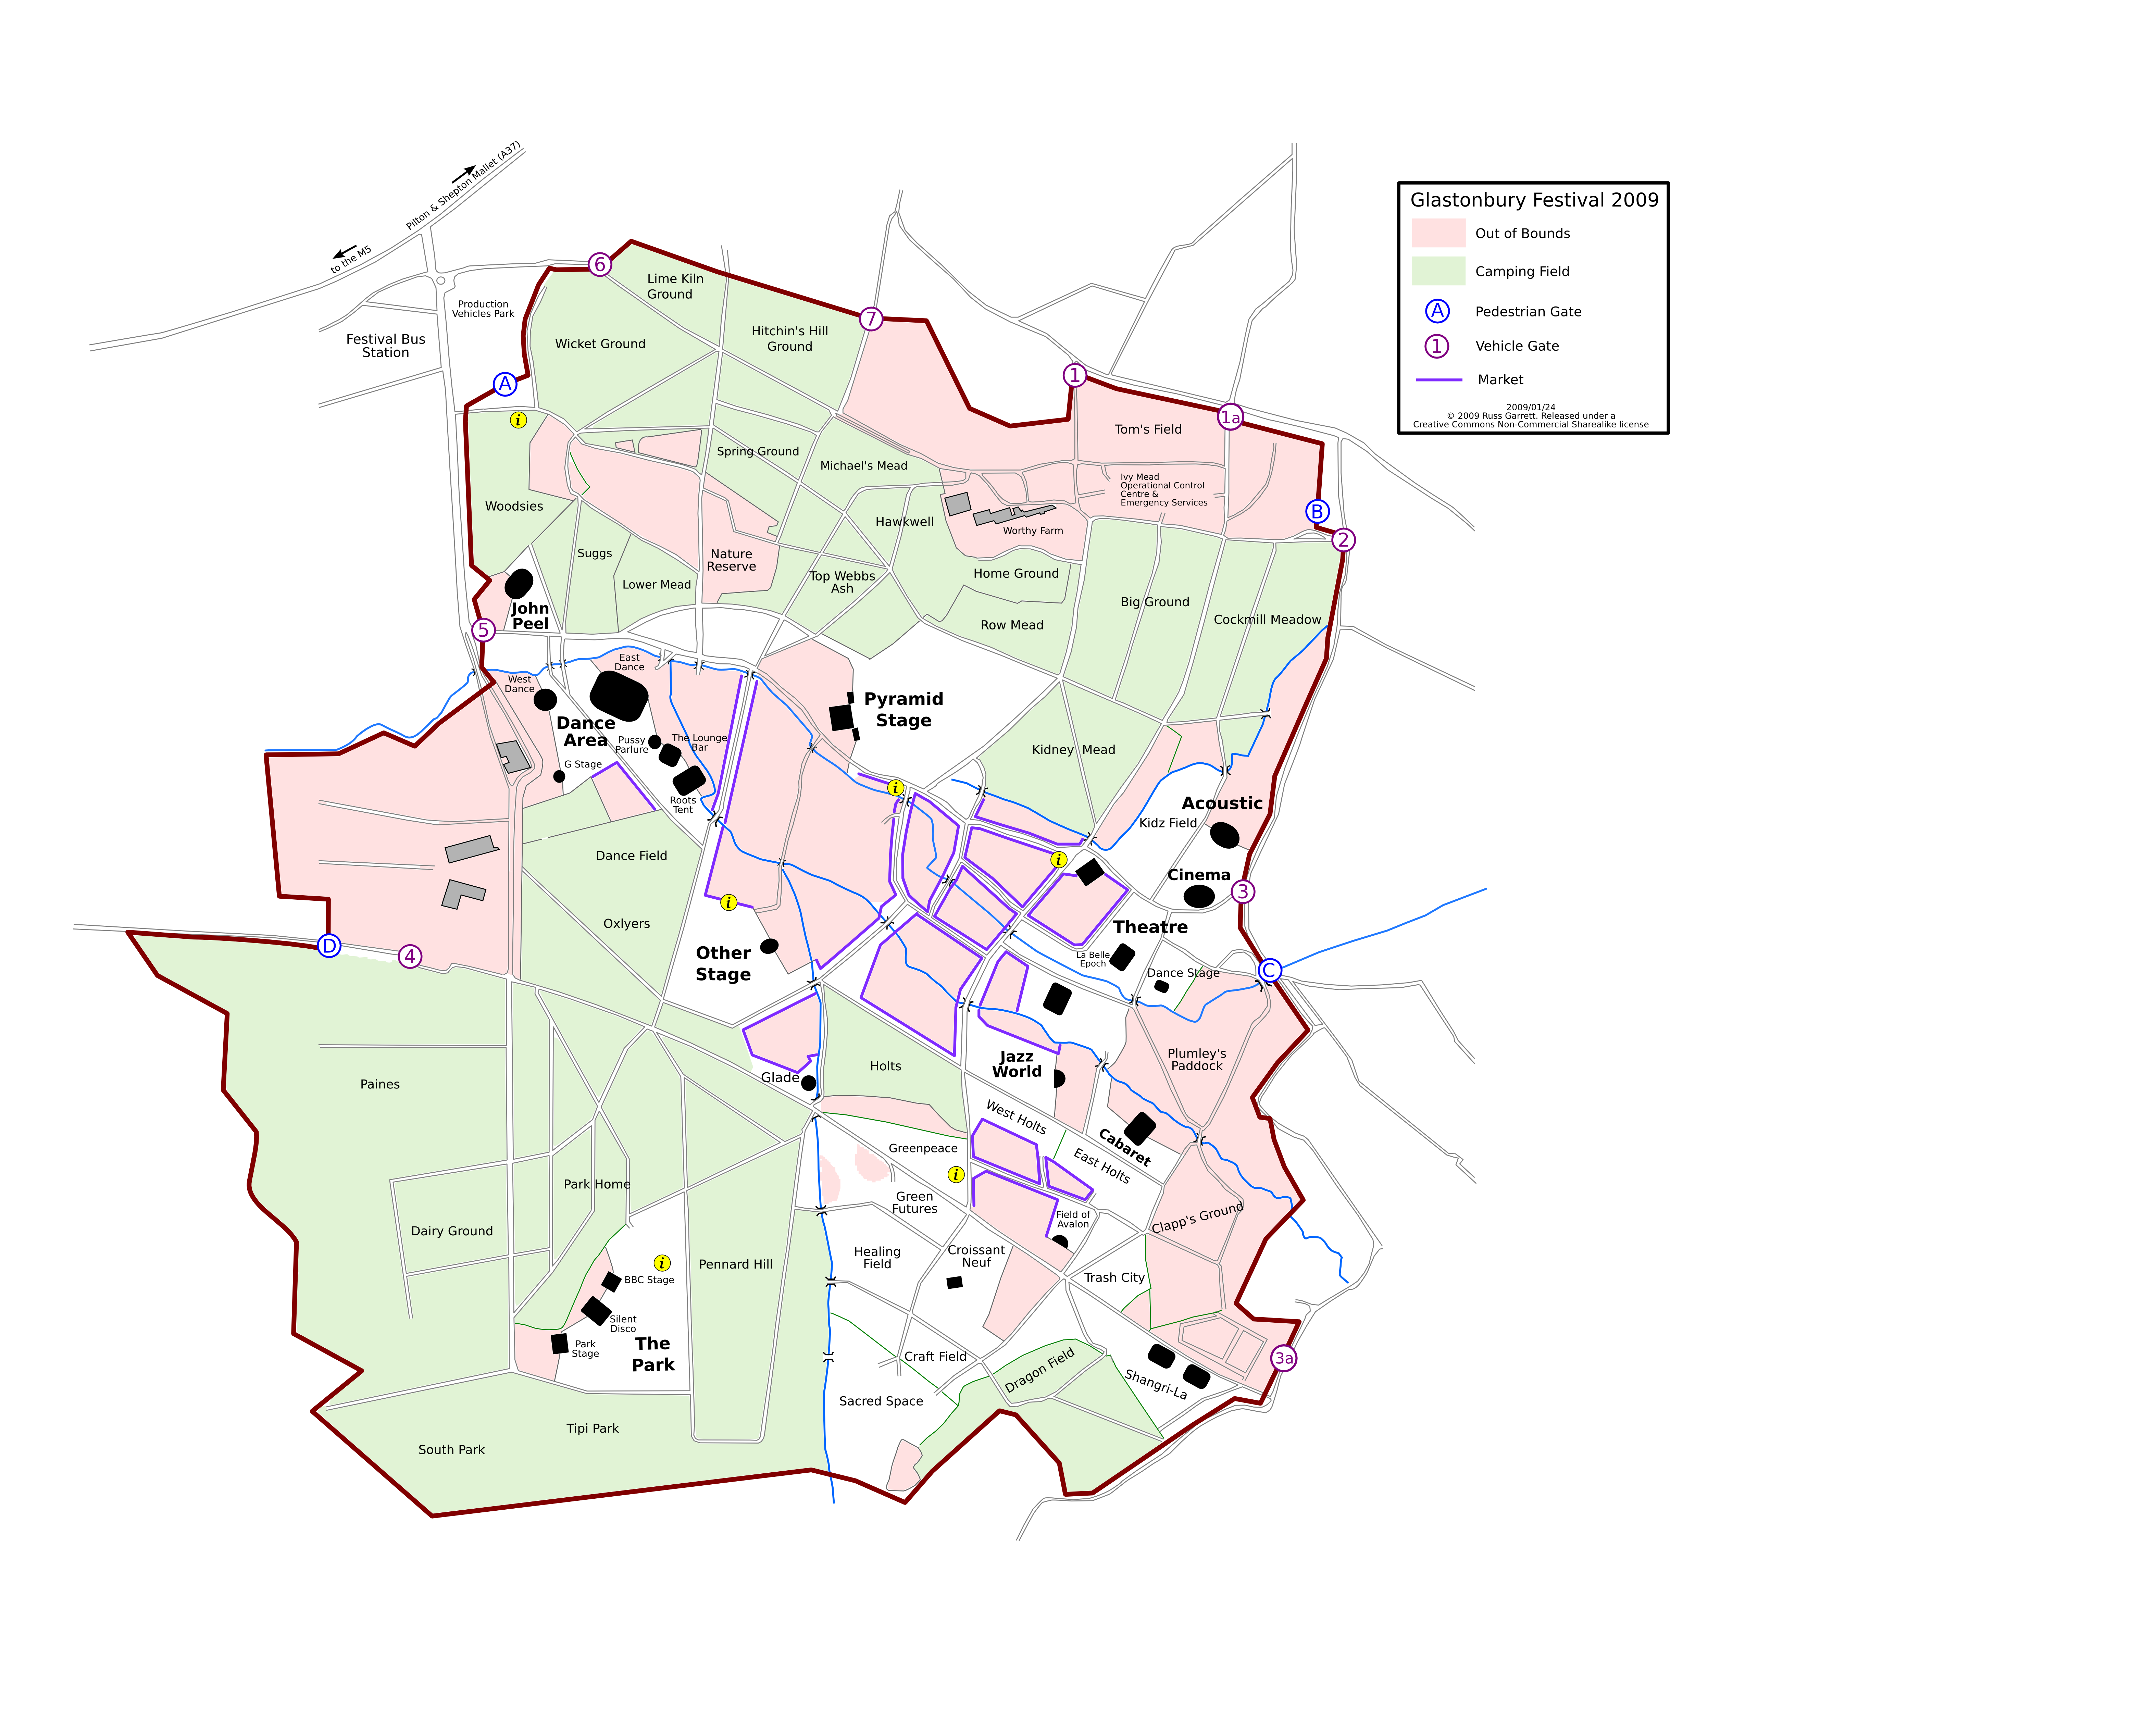 Pilton & Shepton Mallet (A37)
to the M5
Glastonbury Festival 2009
Out of Bounds
Camping Field
A
Pedestrian Gate
1
Vehicle Gate
Market
2009/01/24
© 2009 Russ Garrett. Released under a
Creative Commons Non-Commercial Sharealike license
6
Lime Kiln
Ground
Production
Vehicles Park
7
Festival Bus
Station
Wicket Ground
Hitchin's Hill
Ground
A
1
i
1a
Tom's Field
Spring Ground
Michael's Mead
Ivy Mead
Operational Control
Centre &
Emergency Services
Woodsies
B
Hawkwell
Worthy Farm
2
Suggs
Nature
Reserve
Lower Mead
Top Webbs
Ash
Home Ground
Big Ground
Cockmill Meadow
John
Peel
5
Row Mead
East
Dance
West
Dance
Pyramid
Stage
Dance
Area
Pussy
Parlure
The Lounge
Bar
Kidney Mead
G Stage
i
Roots
Tent
Acoustic
Kidz Field
Dance Field
i
Cinema
3
i
Oxlyers
Theatre
D
4
Other
Stage
La Belle
Epoch
Dance Stage
C
Plumley's
Paddock
Jazz
World
Holts
Glade
Paines
West Holts
Cabaret
Greenpeace
East Holts
i
Park Home
Green
Futures
Field of
Avalon
Clapp's Ground
Dairy Ground
Pennard Hill
Healing
Field
Croissant
Neuf
i
BBC Stage
Trash City
Silent
Disco
Park
Stage
The
Park
Craft Field
Dragon Field
3a
Shangri-La
Sacred Space
Tipi Park
South Park